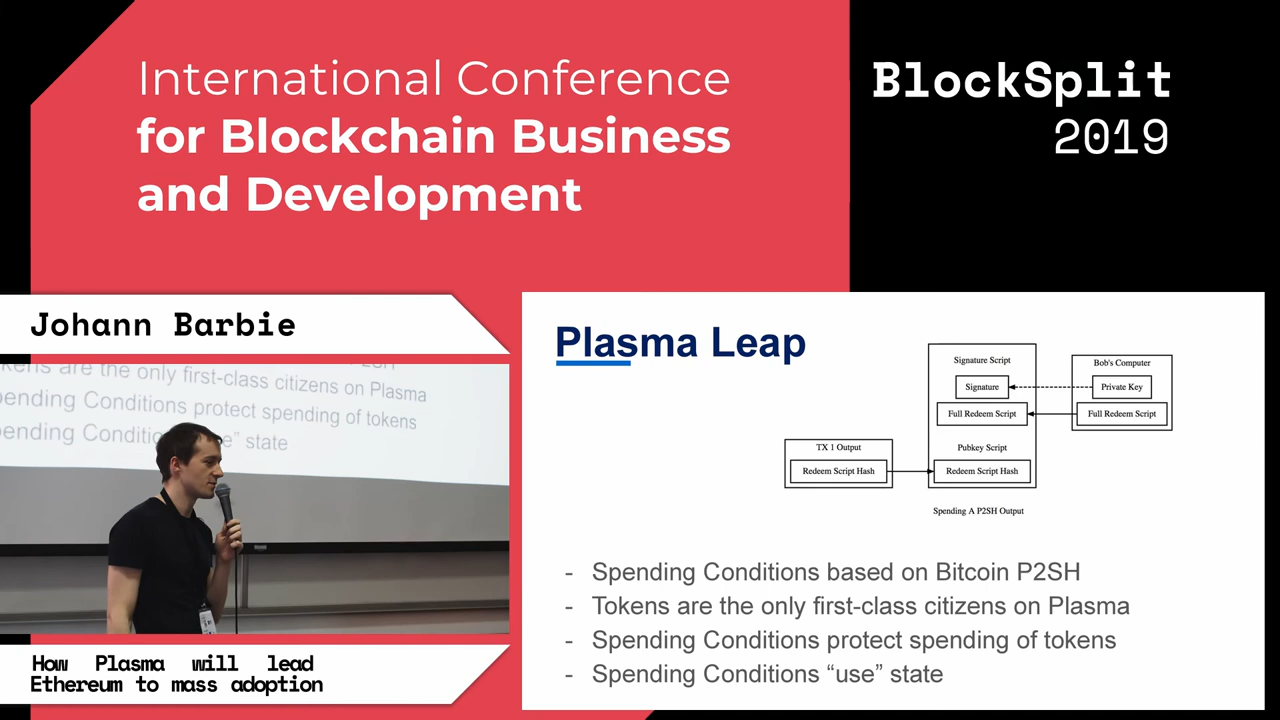 International Conference
for Blockchain Business
and Development
BlockSplit
2019
Johann Barbie
kens are the only first-class citizens on Plasma
pending Conditions protect spending of tokens
state
How Plasma will lead
Ethereum to mass adoption
Plasma Leap
Signature Script
Signature
Full Redeem Script
Pubkey Script
Redeem Script Hash
Bob's Computer
Private Key
Full Redeem Script
TX 1 Output
Redeem Script Hash
Spending A P2SH Output
- Spending Conditions based on Bitcoin P2SH
- Tokens are the only first-class citizens on Plasma
- Spending Conditions protect spending of tokens
- Spending Conditions “use” state